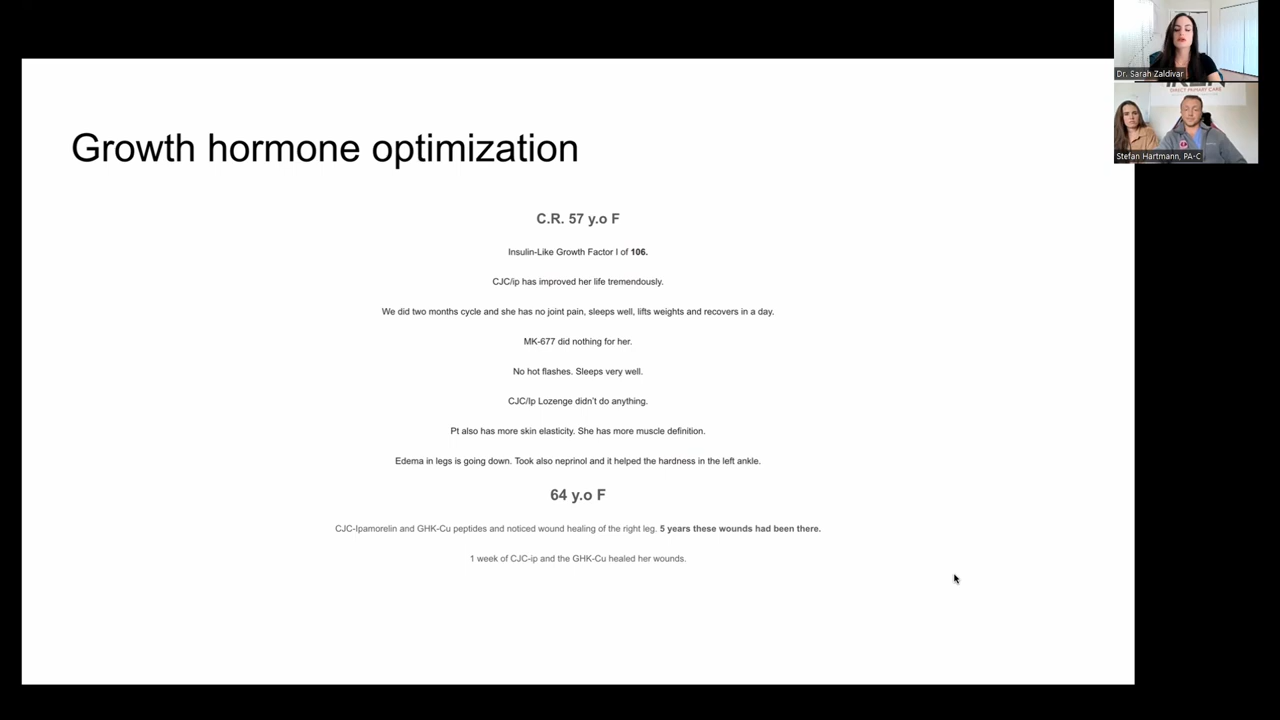 Growth hormone optimization
C.R. 57 y.o F
Insulin-Like Growth Factor I of 106.
CJC/ip has improved her life tremendously.
We did two months cycle and she has no joint pain, sleeps well, lifts weights and recovers in a day.
MK-677 did nothing for her.
No hot flashes. Sleeps very well.
CJC/Ip Lozenge didn't do anything.
Pt also has more skin elasticity. She has more muscle definition.
Edema in legs is going down. Took also neprinol and it helped the hardness in the left ankle.
64 y.o F
CJC-Ipamorelin and GHK-Cu peptides and noticed wound healing of the right leg. 5 years these wounds had been there.
1 week of CJC-ip and the GHK-Cu healed her wounds.
Dr. Sarah Zaldivar
DIRECT PRIMARY CARE
Stefan Hartmann, PA-C